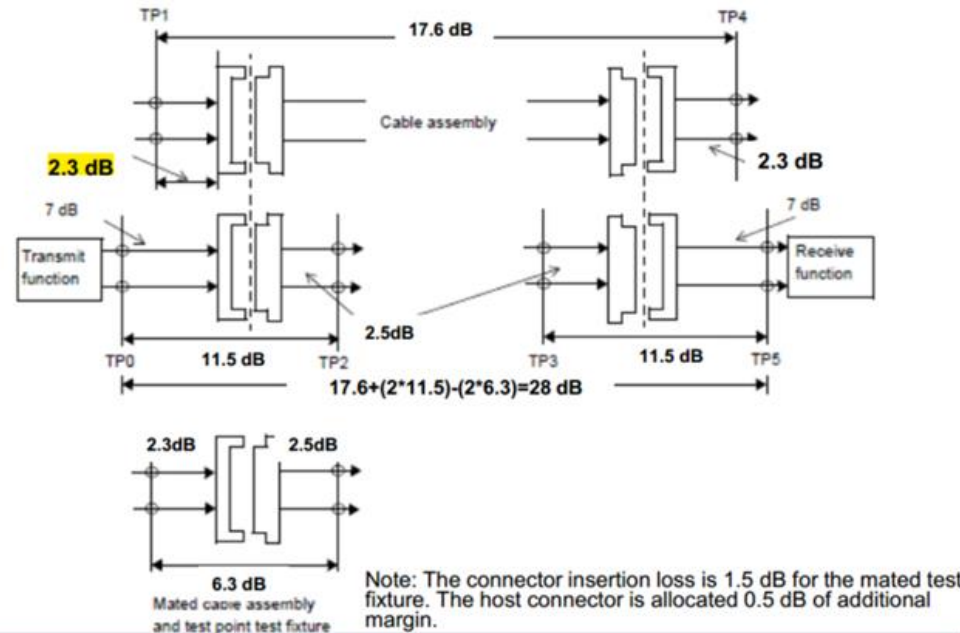 TP1
TP4
17.6 dB
Cable assembly
2.3 dB
2.3 dB
7 dB
7 dB
Transmit
function
Receive
function
2.5dB
TP0
11.5 dB
TP2
TP3
11.5 dB
TP5
17.6+(2*11.5)-(2*6.3)=28 dB
2.3dB
2.5dB
6.3 dB
Mated cable assembly
and test point test fixture
Note: The connector insertion loss is 1.5 dB for the mated test
fixture. The host connector is allocated 0.5 dB of additional
margin.